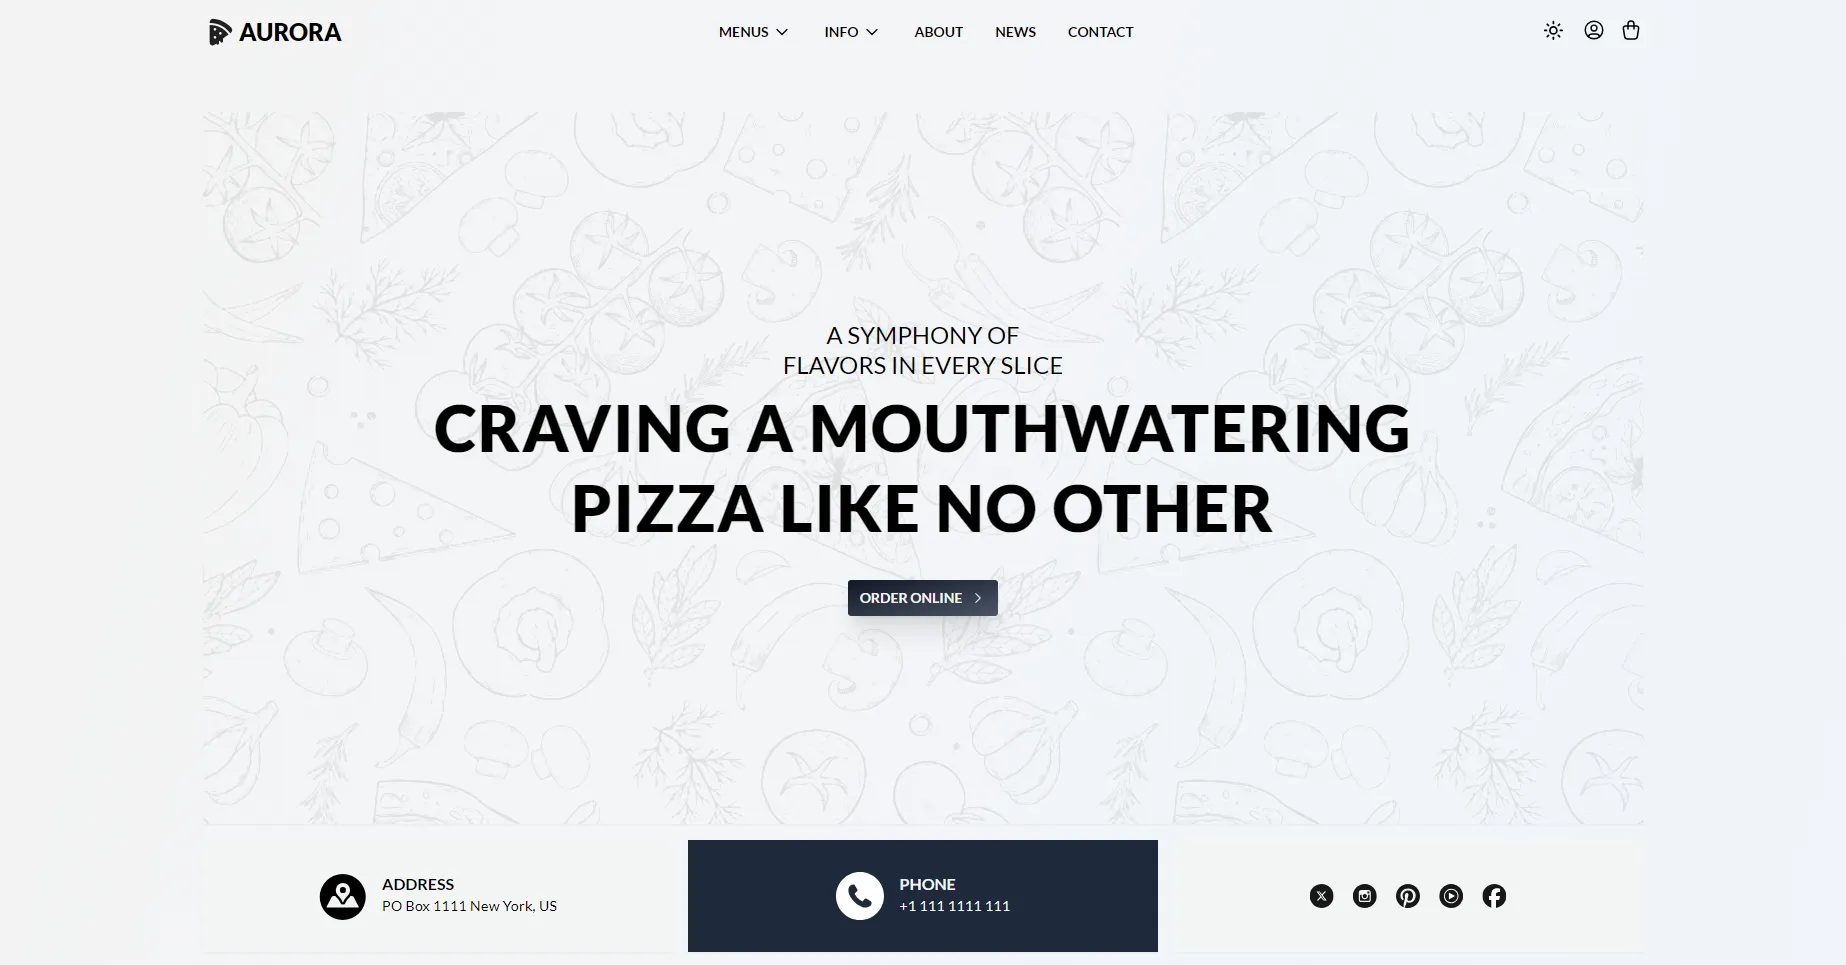 AURORA
MENUS
INFO
ABOUT
NEWS
CONTACT
A SYMPHONY OF
FLAVORS IN EVERY SLICE
CRAVING A MOUTHWATERING
PIZZA LIKE NO OTHER
ORDER ONLINE
ADDRESS
PO Box 1111 New York, US
PHONE
+1 111 1111 111